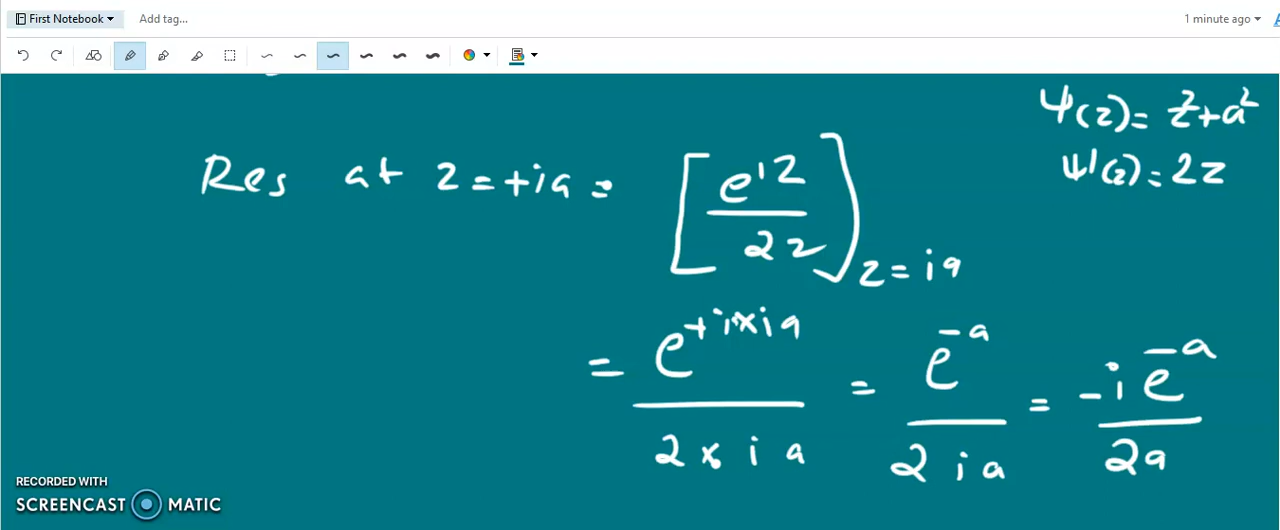 First Notebook Add tag... 1 minute ago
Ψ(z) = z+a²
Ψ'(z) = 2z
Res at z = +ia = [e^iz / 2z]_z = ia
= e^+i×ia / 2×ia = e^-a / 2ia = -i e^-a / 2a
RECORDED WITH
SCREENCAST MATIC